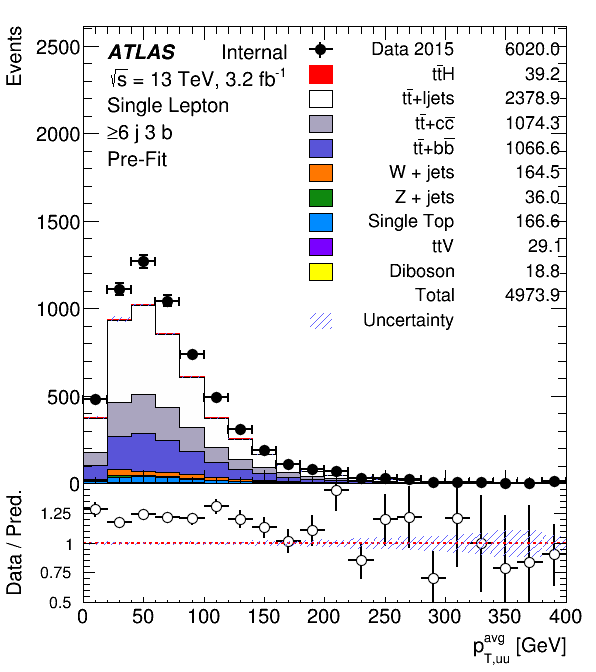 Events
2500
2000
1500
1000
500
0
ATLAS Internal
√s = 13 TeV, 3.2 fb⁻¹
Single Lepton
≥6 j 3 b
Pre-Fit
Data 2015 6020.0
tt̄H 39.2
tt̄+ljets 2378.9
tt̄+cc̄ 1074.3
tt̄+bb̄ 1066.6
W + jets 164.5
Z + jets 36.0
Single Top 166.6
ttV 29.1
Diboson 18.8
Total 4973.9
Uncertainty
Data / Pred.
1.25
1
0.75
0.5
0 50 100 150 200 250 300 350 400
p_T,uu^avg [GeV]